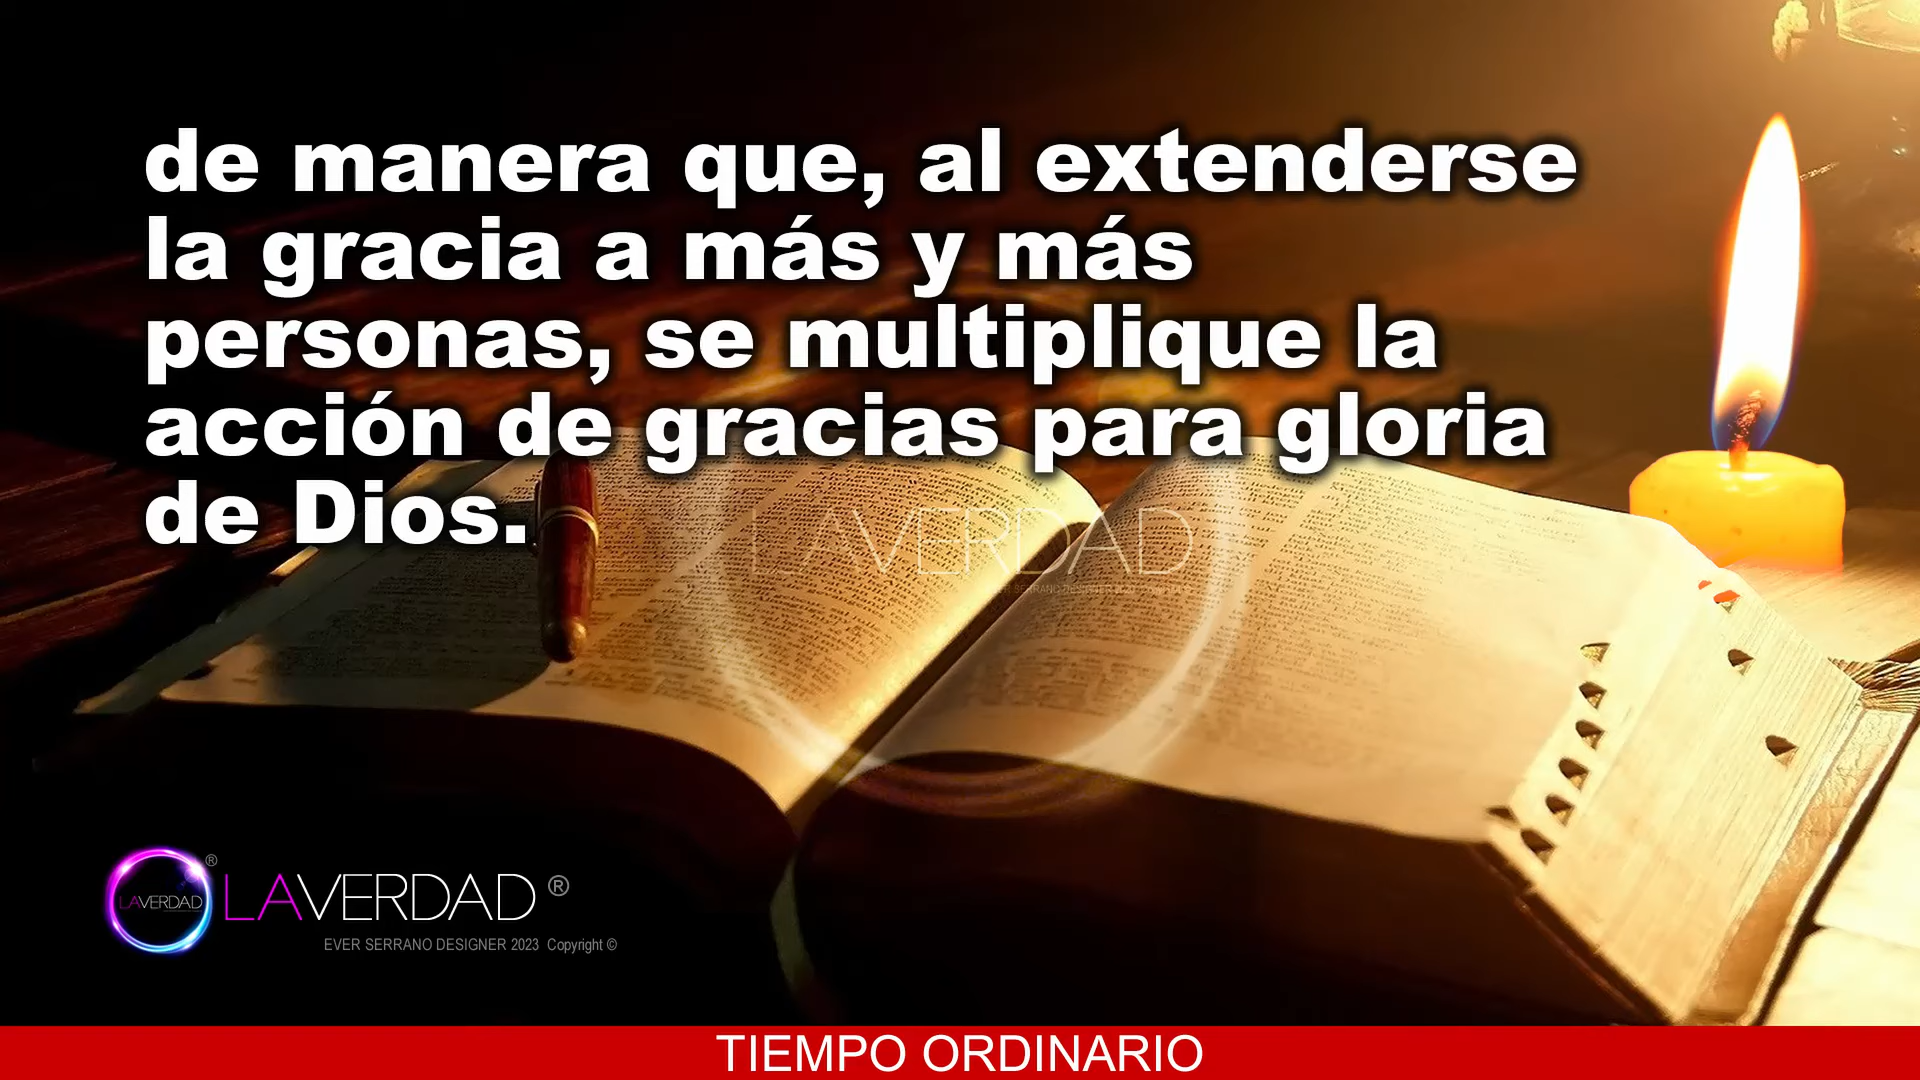 de manera que, al extenderse
la gracia a más y más
personas, se multiplique la
acción de gracias para gloria
de Dios.
LAVERDAD
LAVERDAD
®
LAVERDAD ®
EVER SERRANO DESIGNER 2023 Copyright ©
TIEMPO ORDINARIO